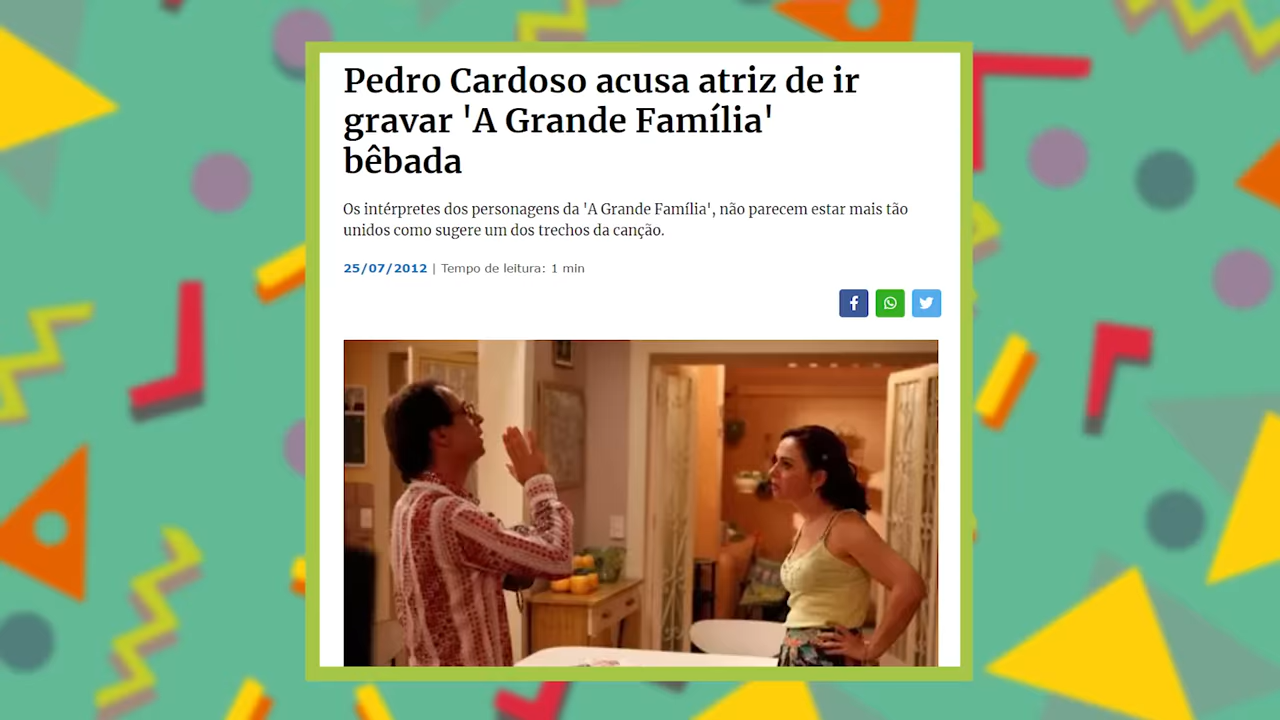 Pedro Cardoso acusa atriz de ir
gravar 'A Grande Família'
bêbada
Os intérpretes dos personagens da 'A Grande Família', não parecem estar mais tão
unidos como sugere um dos trechos da canção.
25/07/2012 | Tempo de leitura: 1 min